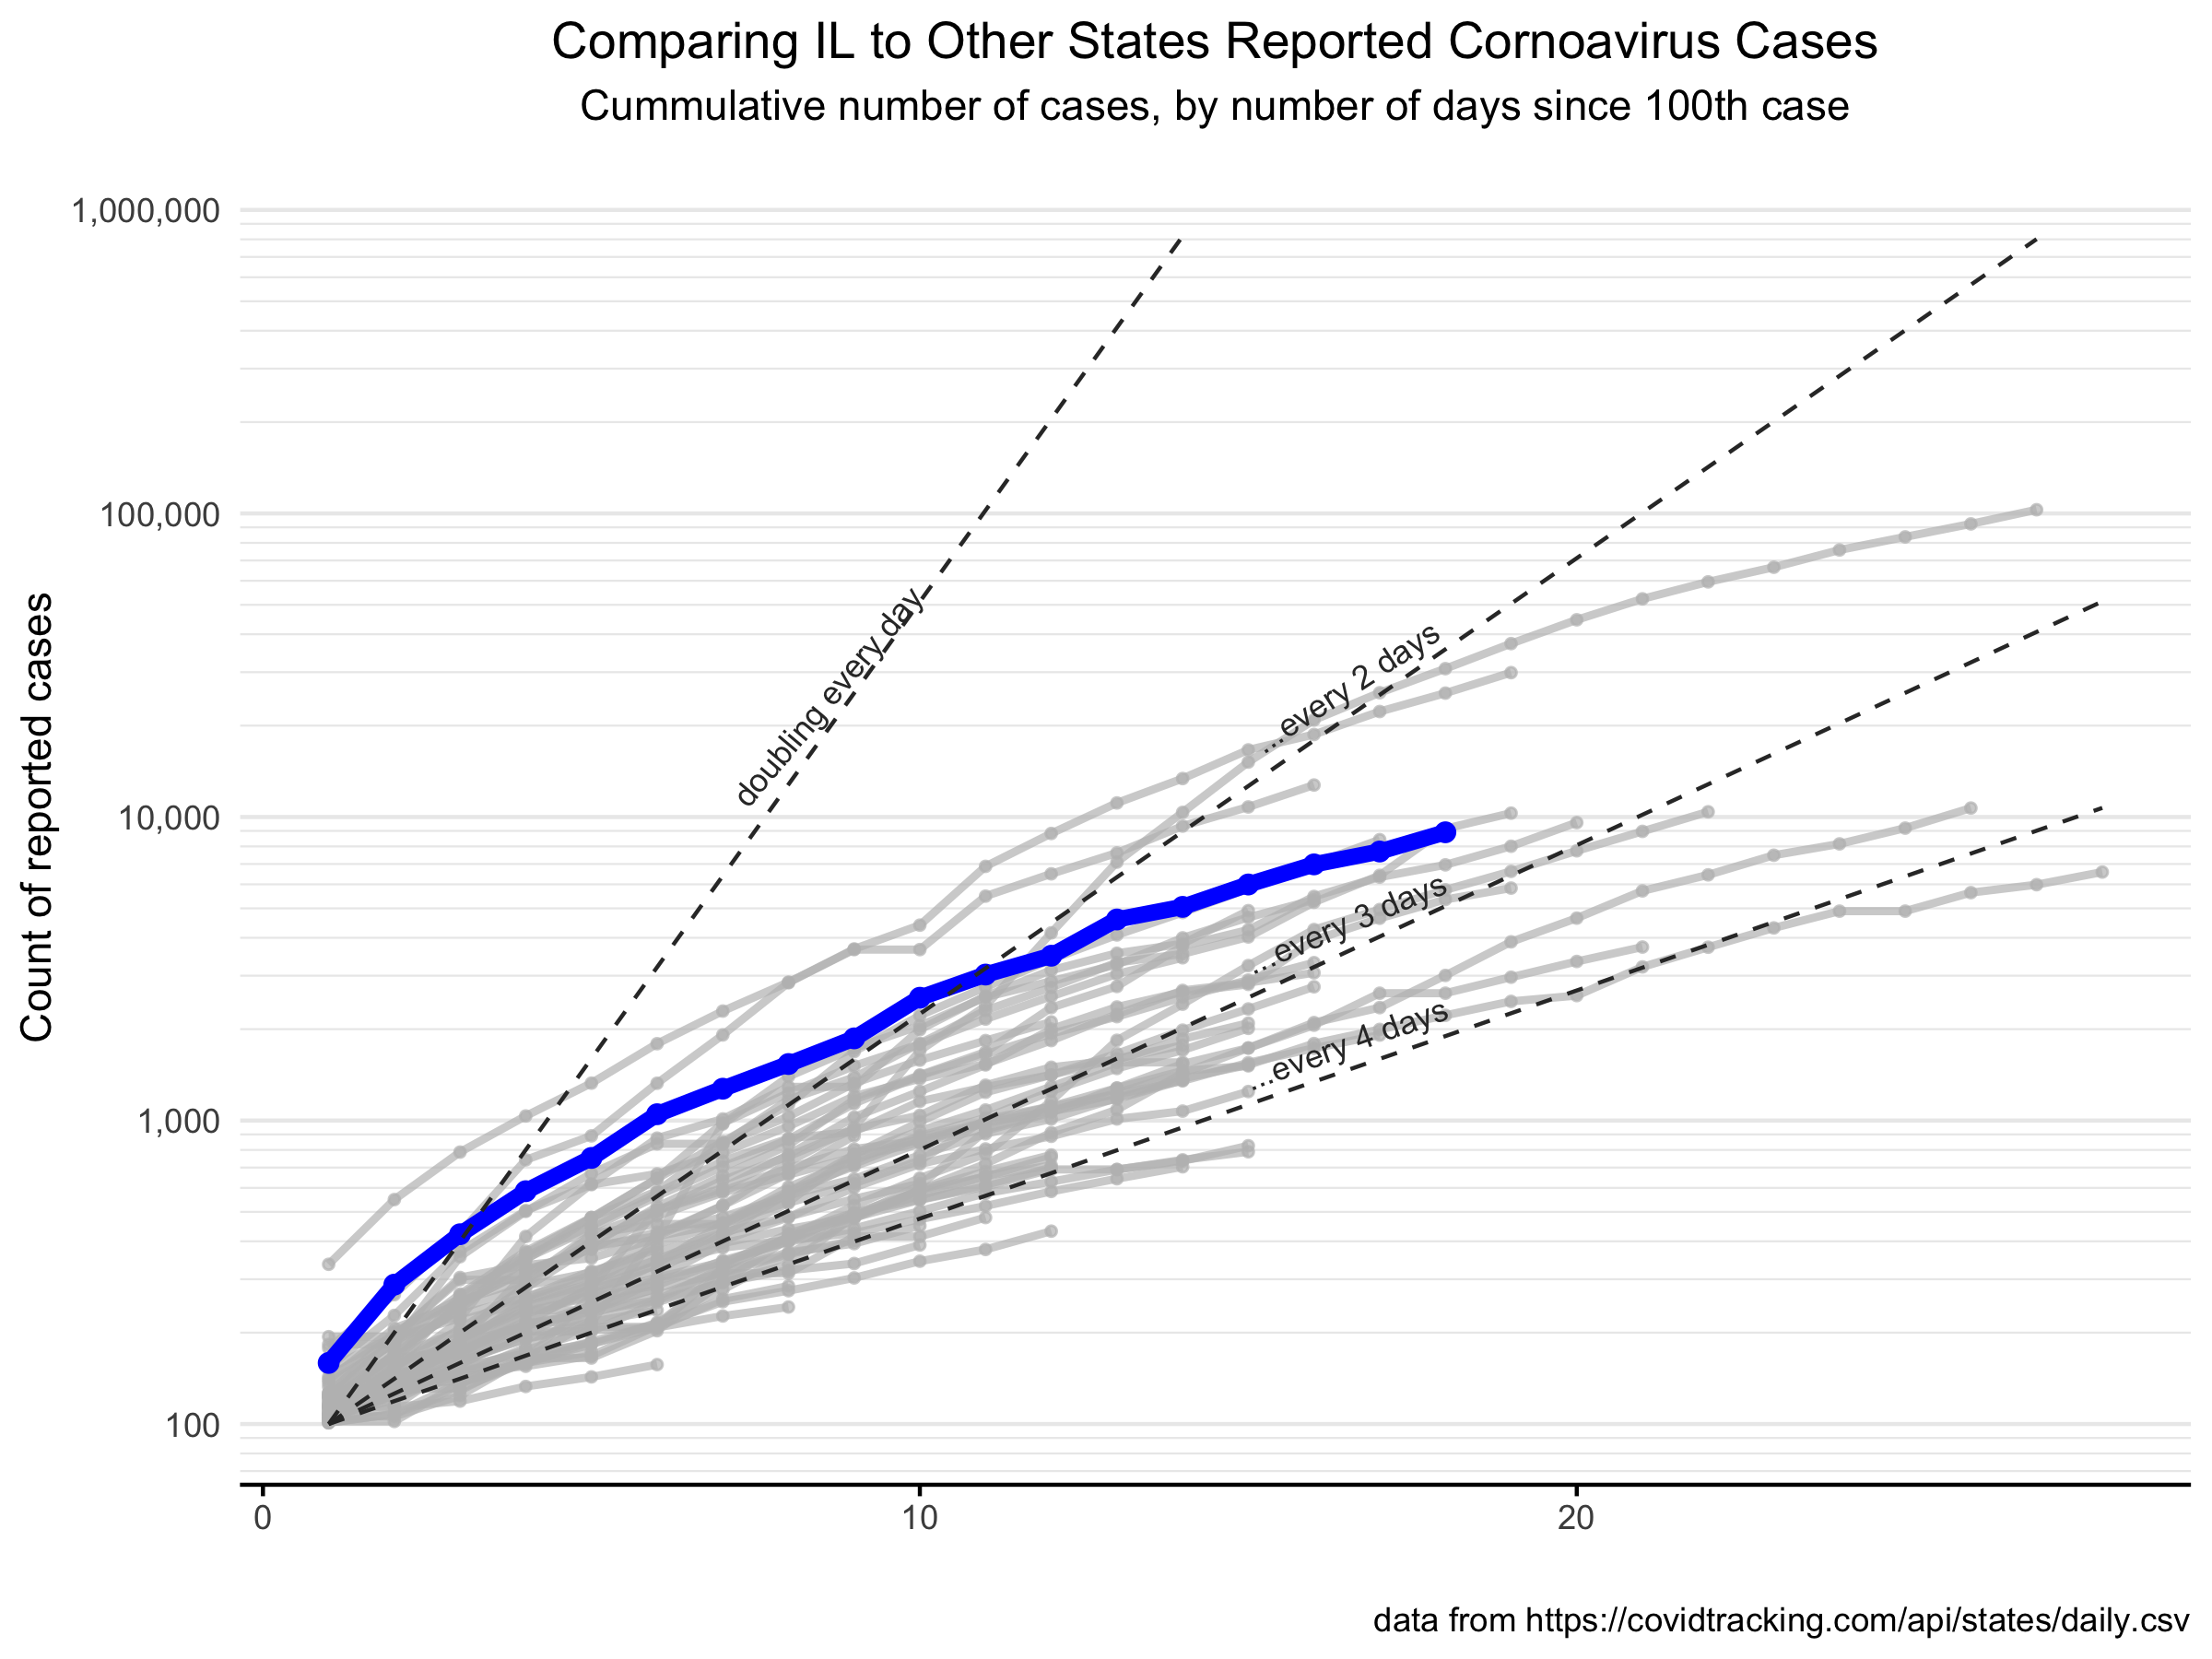 Comparing IL to Other States Reported Cornoavirus Cases
Cummulative number of cases, by number of days since 100th case
Count of reported cases
1,000,000
100,000
10,000
1,000
100
doubling every day
...every 2 days
...every 3 days
...every 4 days
0
10
20
data from https://covidtracking.com/api/states/daily.csv